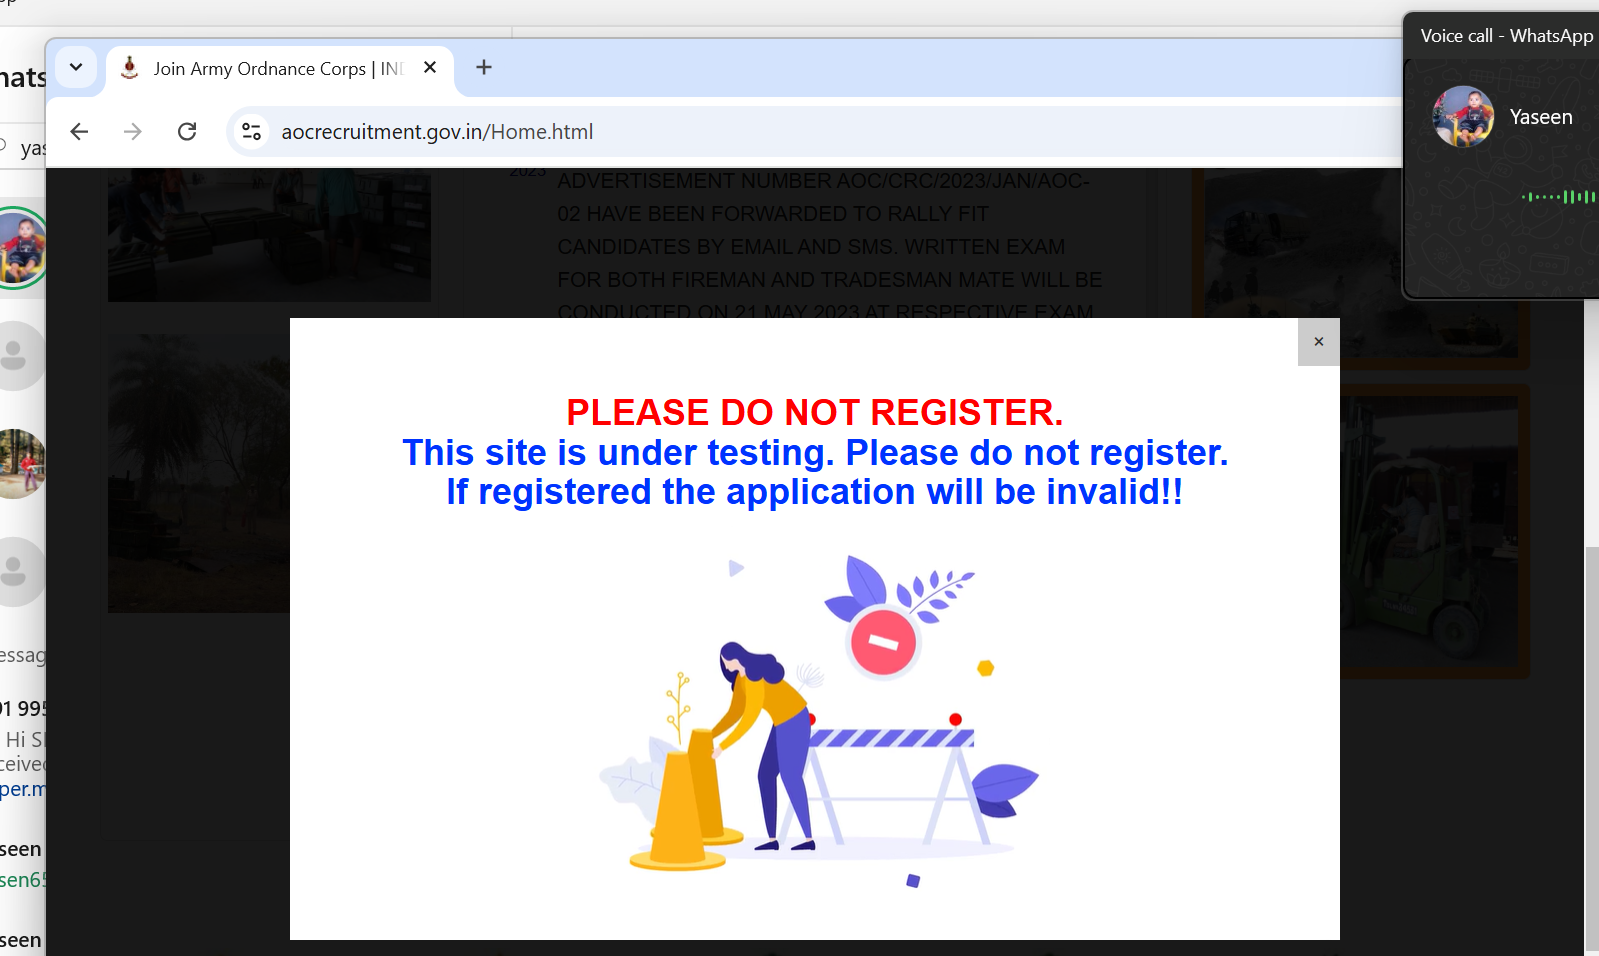 Voice call - WhatsApp
Join Army Ordnance Corps | IN
Yaseen
aocrecruitment.gov.in/Home.html
2023
ADVERTISEMENT NUMBER AOC/CRC/2023/JAN/AOC-
02 HAVE BEEN FORWARDED TO RALLY FIT
CANDIDATES BY EMAIL AND SMS. WRITTEN EXAM
FOR BOTH FIREMAN AND TRADESMAN MATE WILL BE
CONDUCTED ON 21 MAY 2023 AT RESPECTIVE EXAM
PLEASE DO NOT REGISTER.
This site is under testing. Please do not register.
If registered the application will be invalid!!
hats
yas
essag
91 995
Hi S
ceived
per.m
seen
sen65
seen